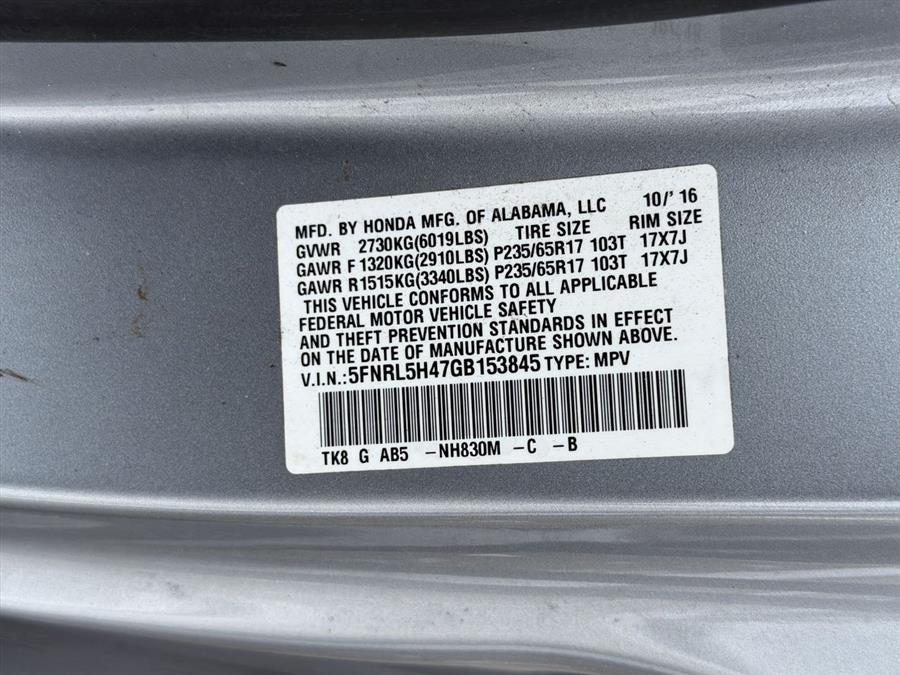 MFD. BY HONDA MFG. OF ALABAMA, LLC 10/' 16
GVWR 2730KG(6019LBS) TIRE SIZE RIM SIZE
GAWR F 1320KG(2910LBS) P235/65R17 103T 17X7J
GAWR R1515KG(3340LBS) P235/65R17 103T 17X7J
THIS VEHICLE CONFORMS TO ALL APPLICABLE
FEDERAL MOTOR VEHICLE SAFETY
AND THEFT PREVENTION STANDARDS IN EFFECT
ON THE DATE OF MANUFACTURE SHOWN ABOVE.
V.I.N.:5FNRL5H47GB153845 TYPE: MPV
TK8 G AB5 -NH830M -C -B